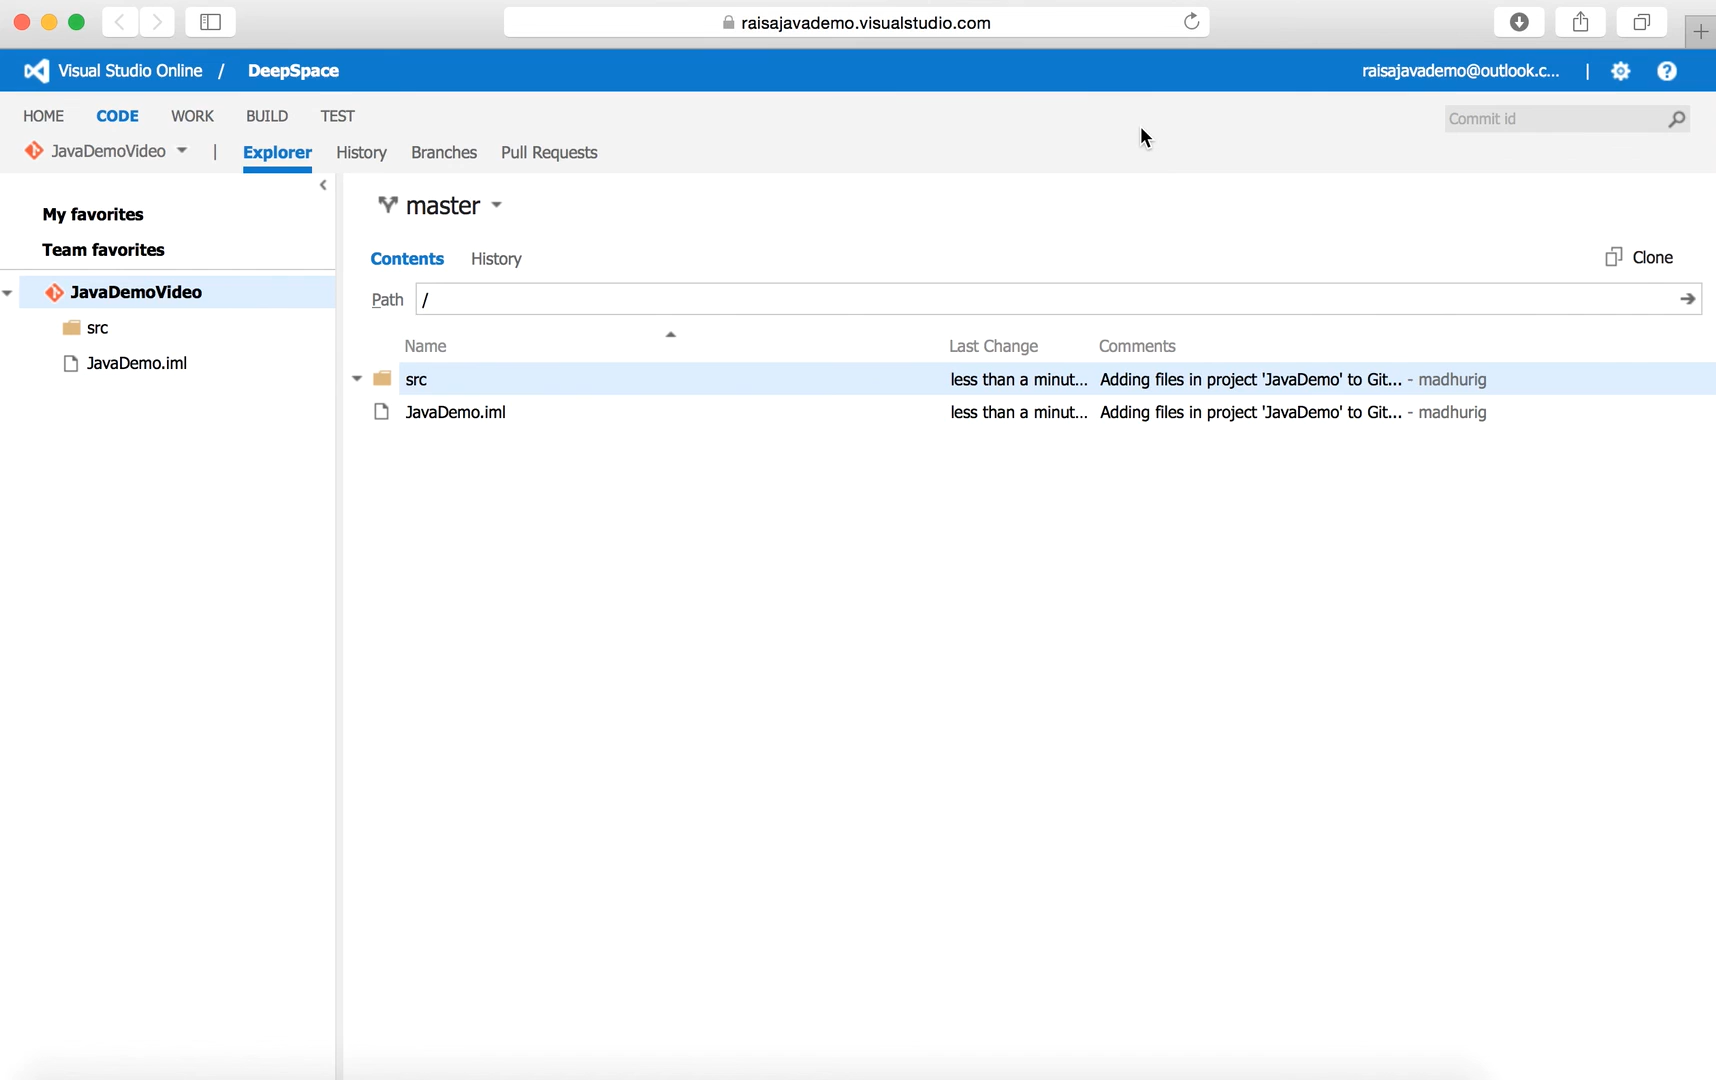 raisajavademo.visualstudio.com
Visual Studio Online / DeepSpace
raisajavademo@outlook.c... |
HOME CODE WORK BUILD TEST
Commit id
JavaDemoVideo | Explorer History Branches Pull Requests
My favorites
Team favorites
JavaDemoVideo
src
JavaDemo.iml
master
Contents History
Clone
Path /
Name Last Change Comments
src less than a minut... Adding files in project 'JavaDemo' to Git... - madhurig
JavaDemo.iml less than a minut... Adding files in project 'JavaDemo' to Git... - madhurig